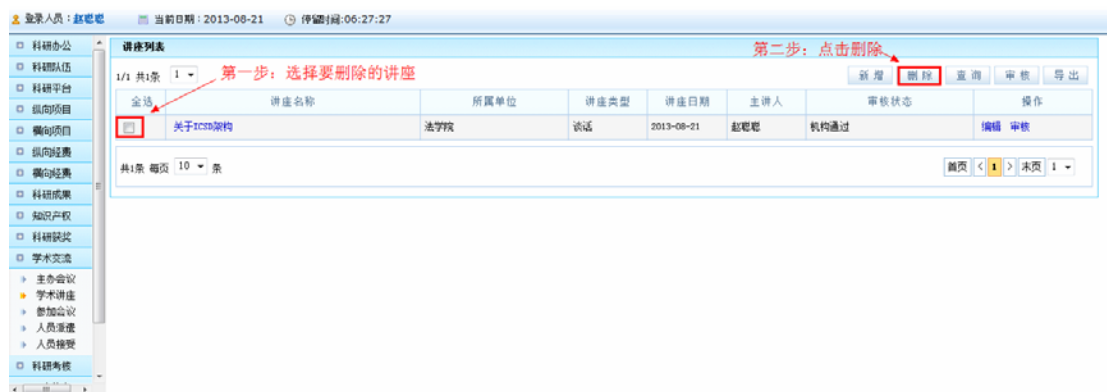 登录人员：赵聪聪 当前日期：2013-08-21 停留时间:06:27:27
科研办公
科研队伍
科研平台
纵向项目
横向项目
纵向经费
横向经费
科研成果
知识产权
科研获奖
学术交流
主办会议
学术讲座
参加会议
人员派遣
人员接受
科研考核
讲座列表
第二步：点击删除
1/1 共1条 1
第一步：选择要删除的讲座
新增 删除 查询 审核 导出
全选 讲座名称 所属单位 讲座类型 讲座日期 主讲人 审核状态 操作
关于ICSD架构 法学院 谈话 2013-08-21 赵聪聪 机构通过 编辑 审核
共1条 每页 10 条
首页 < 1 > 末页 1